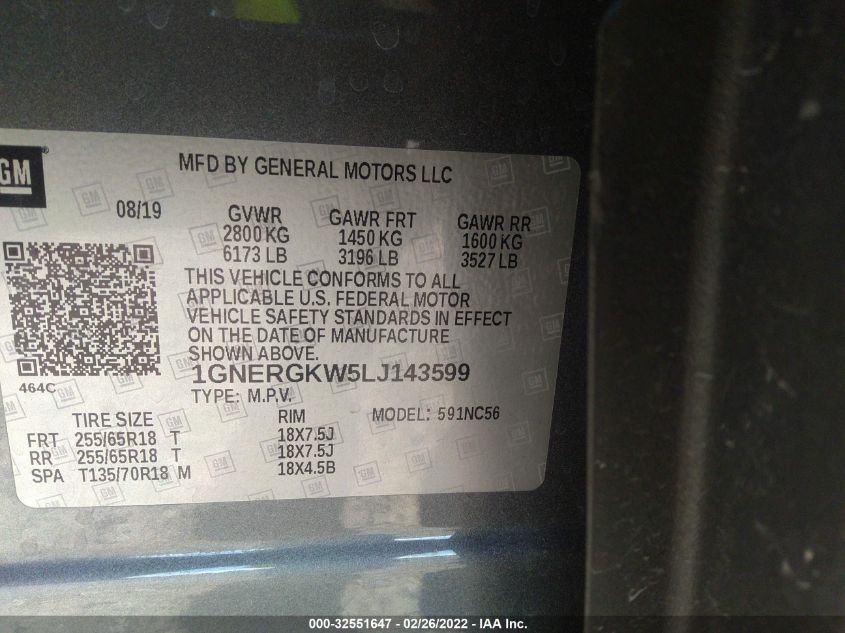 GM
MFD BY GENERAL MOTORS LLC
08/19
GVWR GAWR FRT GAWR RR
2800 KG 1450 KG 1600 KG
6173 LB 3196 LB 3527 LB
THIS VEHICLE CONFORMS TO ALL
APPLICABLE U.S. FEDERAL MOTOR
VEHICLE SAFETY STANDARDS IN EFFECT
ON THE DATE OF MANUFACTURE
SHOWN ABOVE.
464C
1GNERGKW5LJ143599
TYPE: M.P.V. MODEL: 591NC56
TIRE SIZE RIM
FRT 255/65R18 T 18X7.5J
RR 255/65R18 T 18X7.5J
SPA T135/70R18 M 18X4.5B
000-32551647 - 02/26/2022 - IAAI Inc.